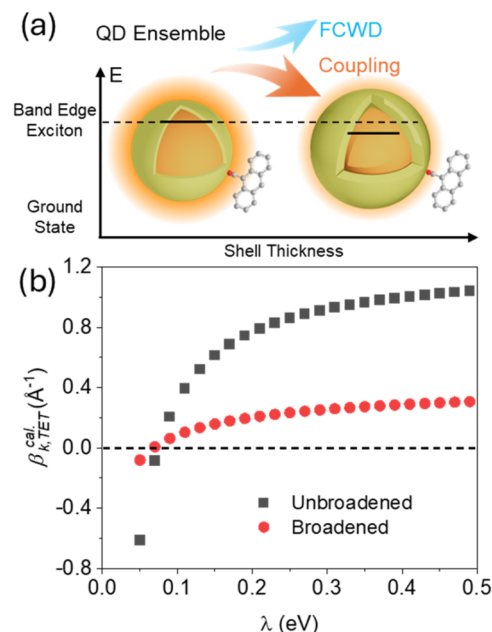 (a)
QD Ensemble
FCWD
Coupling
E
Band Edge
Exciton
Ground
State
Shell Thickness
(b)
1.2
0.8
0.4
0.0
-0.4
-0.8
β cal. k,TET (Å⁻¹)
Unbroadened
Broadened
0.0 0.1 0.2 0.3 0.4 0.5
λ (eV)